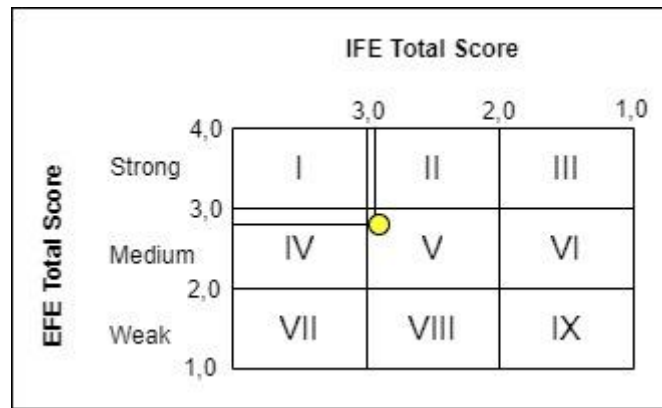 IFE Total Score
3,0 2,0 1,0
4,0
Strong I II III
3,0
EFE Total Score
Medium IV V VI
2,0
Weak VII VIII IX
1,0